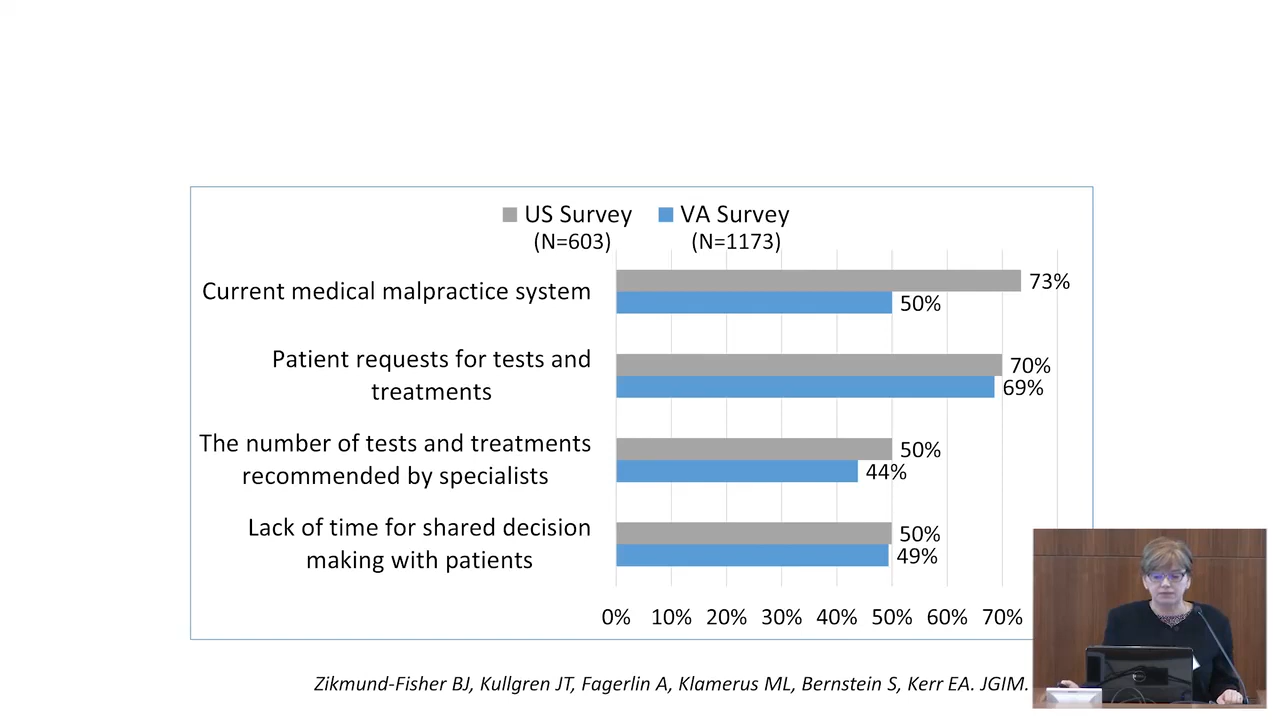 US Survey VA Survey
(N=603) (N=1173)
Current medical malpractice system
73%
50%
Patient requests for tests and
treatments
70%
69%
The number of tests and treatments
recommended by specialists
50%
44%
Lack of time for shared decision
making with patients
50%
49%
0% 10% 20% 30% 40% 50% 60% 70%
Zikmund-Fisher BJ, Kullgren JT, Fagerlin A, Klamerus ML, Bernstein S, Kerr EA. JGIM.